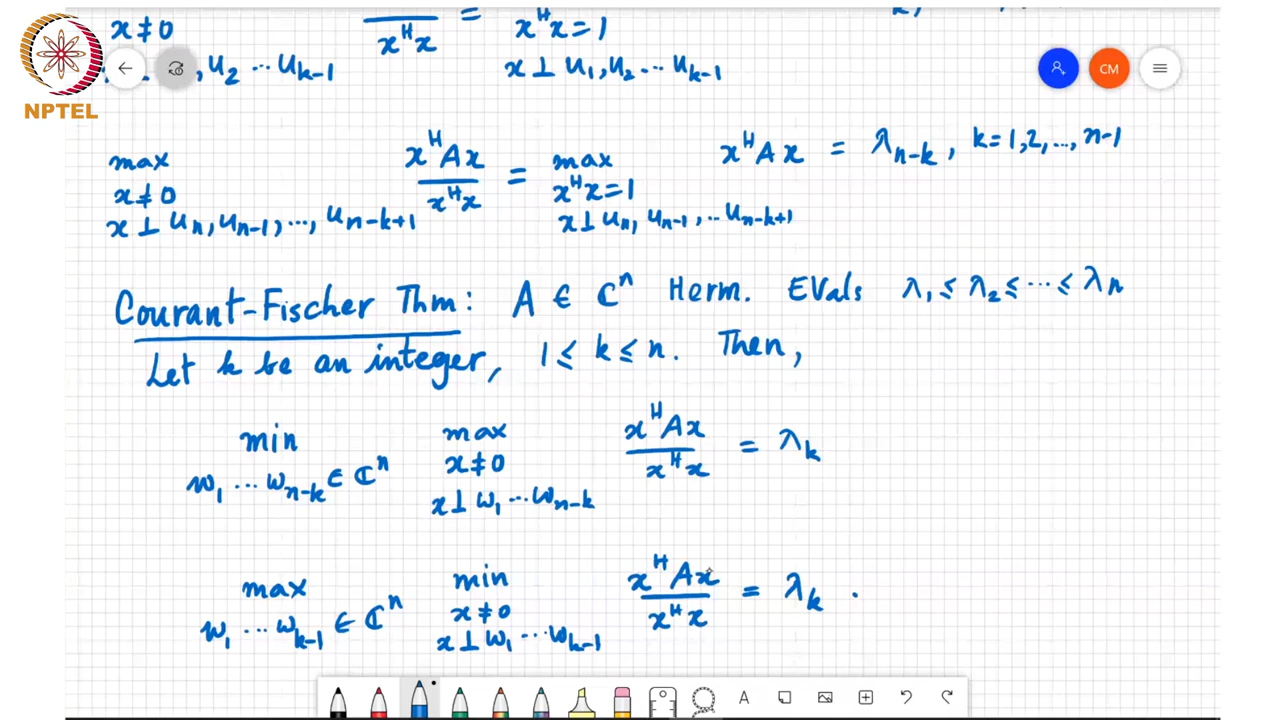 x ≠ 0   x^H x = x^H x = 1
u_2 ... u_{k-1}   x ⊥ u_1, u_2 ... u_{k-1}
NPTEL
CM
max   x^H A x / x^H x = max   x^H A x = λ_{n-k}, k=1,2,...,n-1
x ≠ 0   x^H x = 1
x ⊥ u_n, u_{n-1}, ..., u_{n-k+1}   x ⊥ u_n, u_{n-1}, .. u_{n-k+1}
Courant-Fischer Thm: A ∈ ℂ^n Herm. EVals λ_1 ≤ λ_2 ≤ ... ≤ λ_n
Let k be an integer, 1 ≤ k ≤ n. Then,
min   max   x^H A x / x^H x = λ_k
w_1 ... w_{n-k} ∈ ℂ^n   x ≠ 0
x ⊥ w_1 ... w_{n-k}
max   min   x^H A x / x^H x = λ_k .
w_1 ... w_{k-1} ∈ ℂ^n   x ≠ 0
x ⊥ w_1 ... w_{k-1}
A